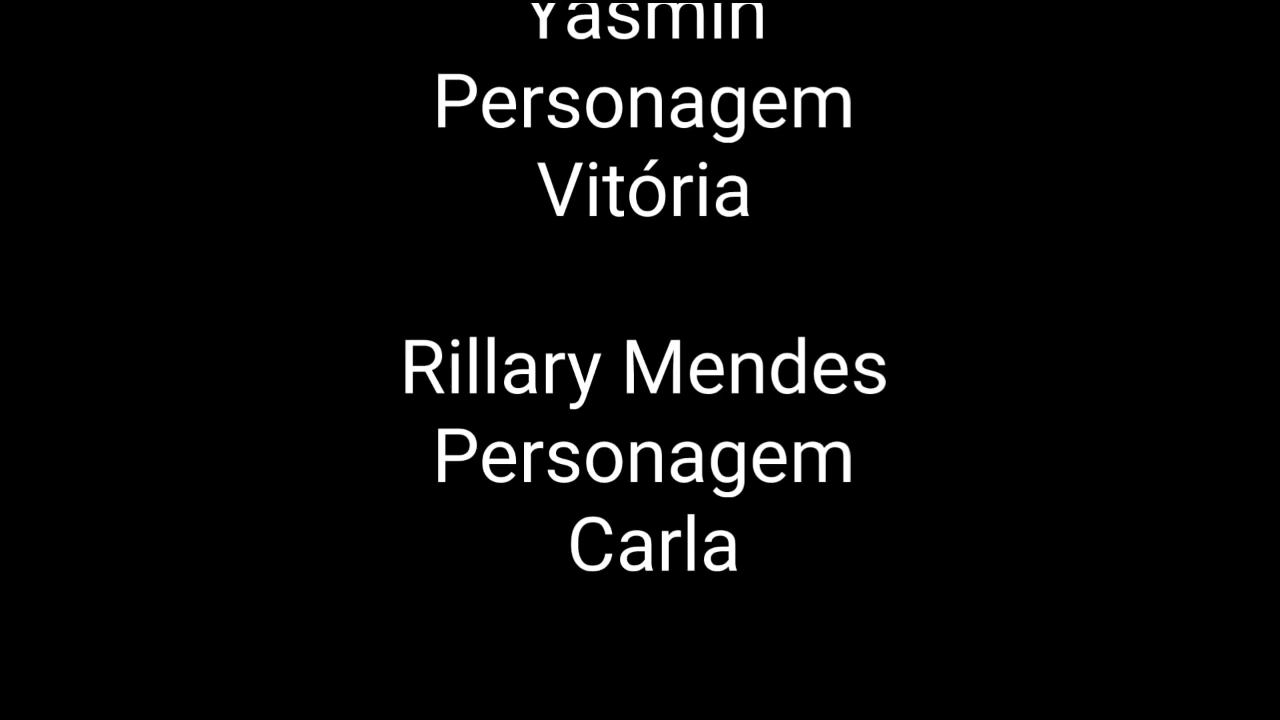 Yasmin
Personagem
Vitória
Rillary Mendes
Personagem
Carla